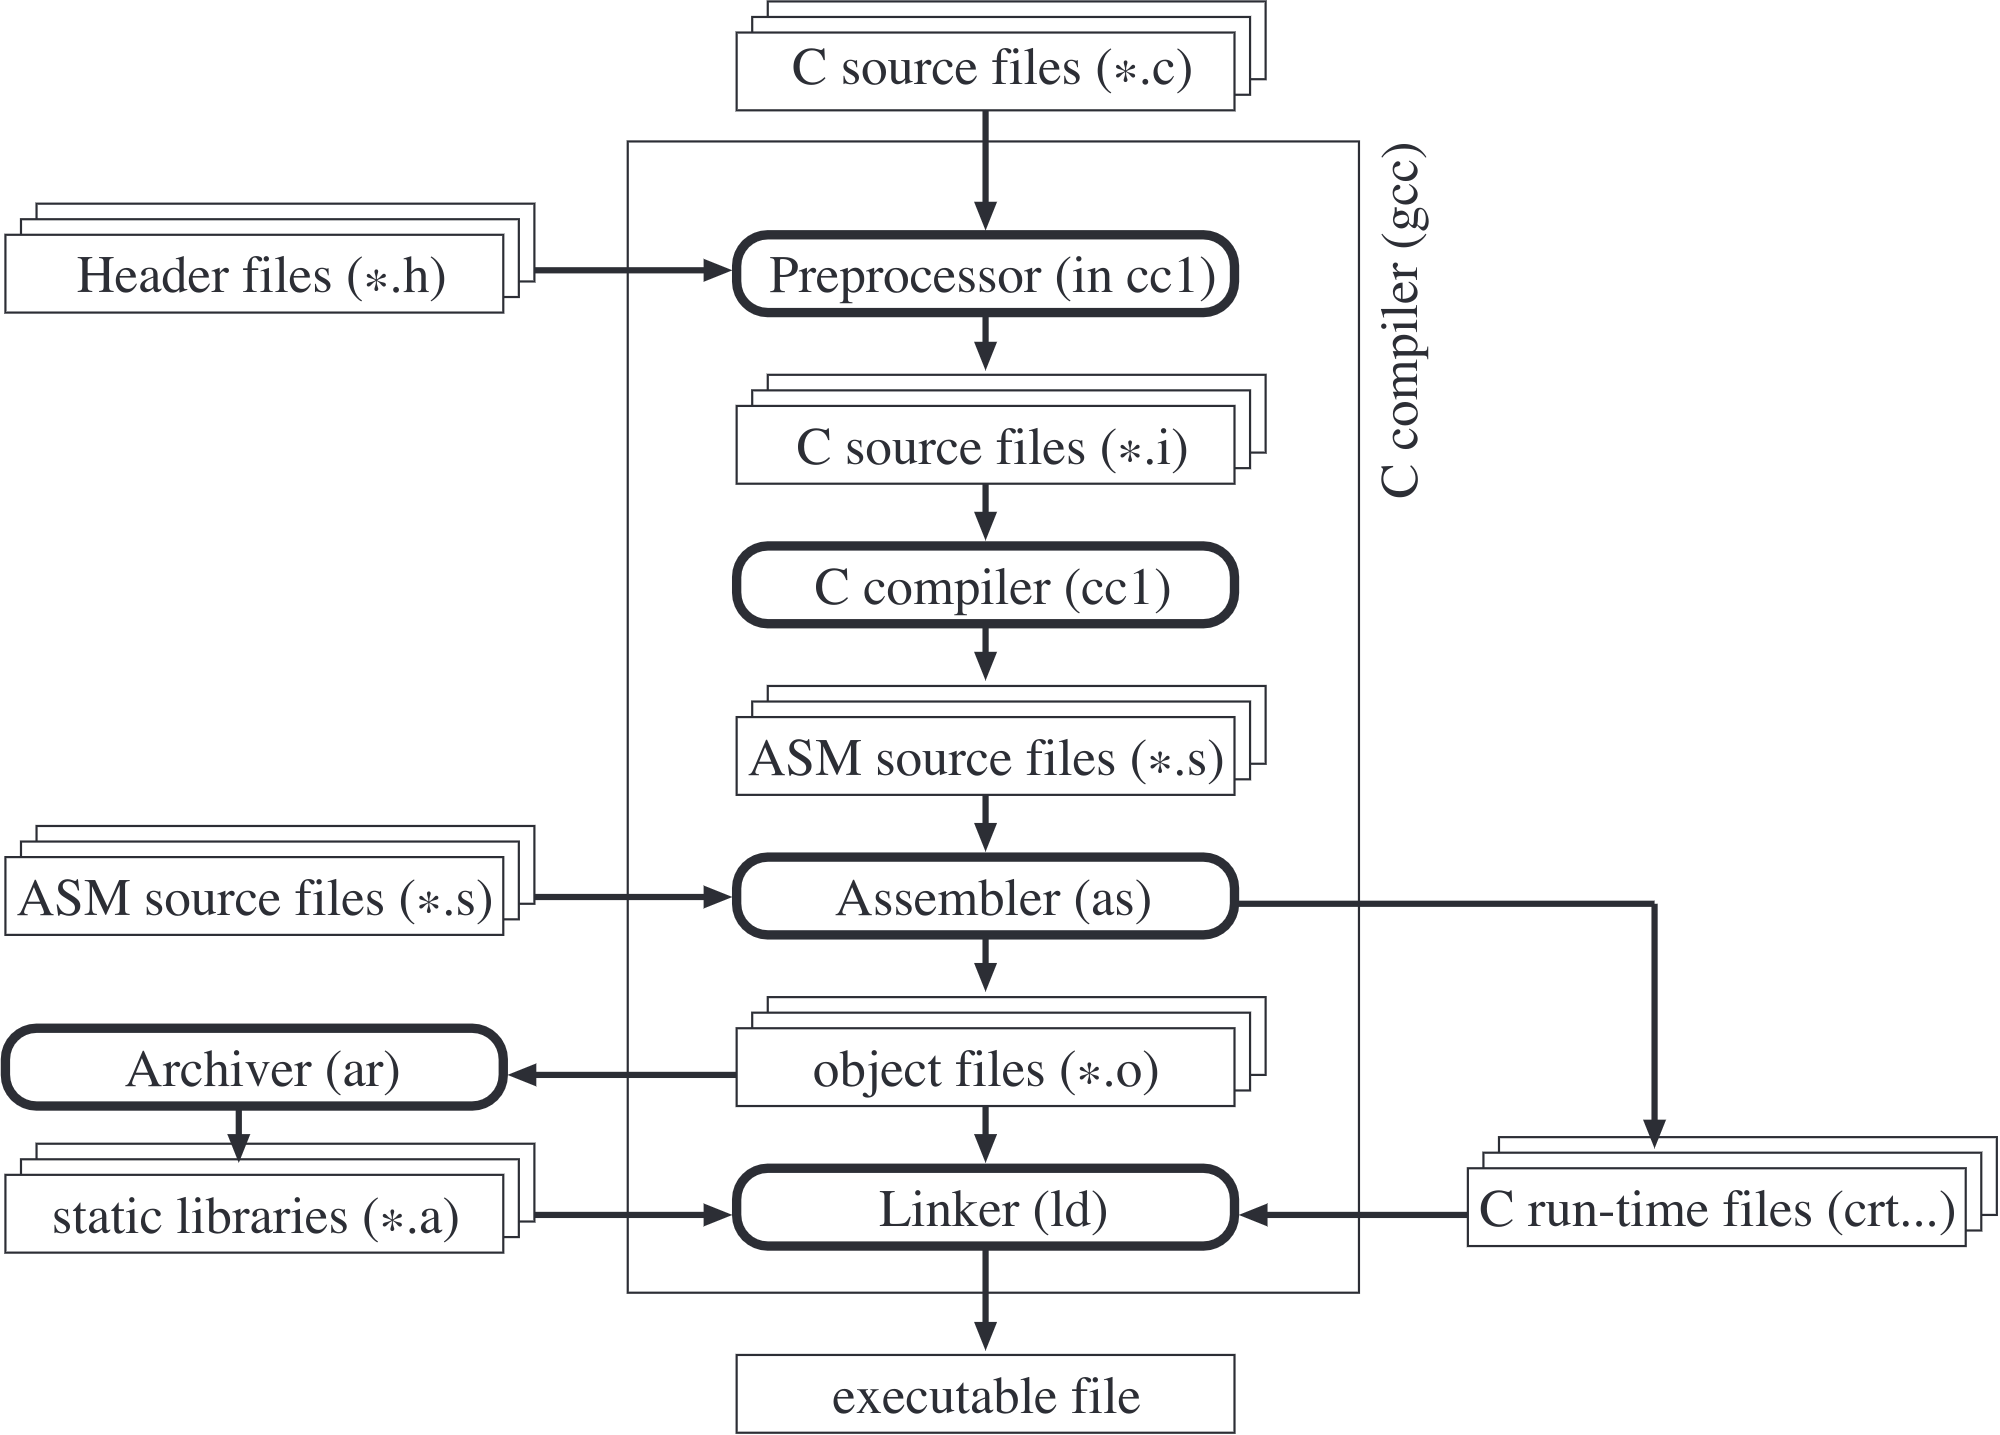 C source files (*.c)
C compiler (gcc)
Header files (*.h)
Preprocessor (in cc1)
C source files (*.i)
C compiler (cc1)
ASM source files (*.s)
ASM source files (*.s)
Assembler (as)
Archiver (ar)
object files (*.o)
static libraries (*.a)
Linker (ld)
C run-time files (crt...)
executable file